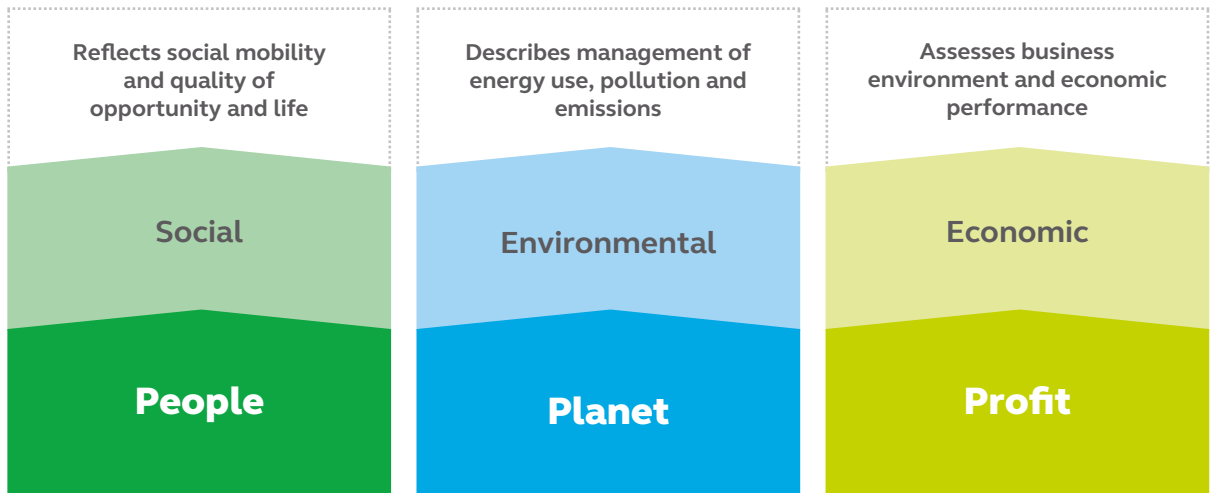 Reflects social mobility
and quality of
opportunity and life
Social
People
Describes management of
energy use, pollution and
emissions
Environmental
Planet
Assesses business
environment and economic
performance
Economic
Profit